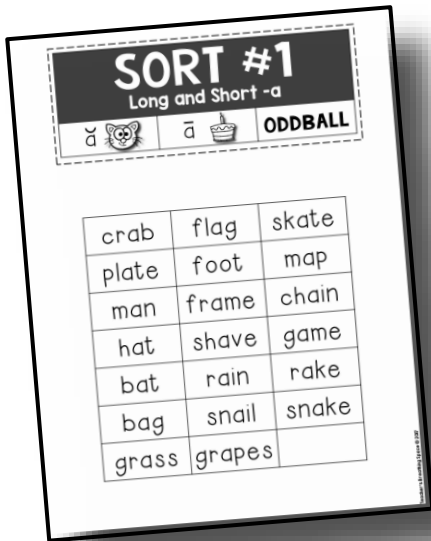 SORT #1
Long and Short -a
ă ā ODDBALL
crab flag skate
plate foot map
man frame chain
hat shave game
bat rain rake
bag snail snake
grass grapes